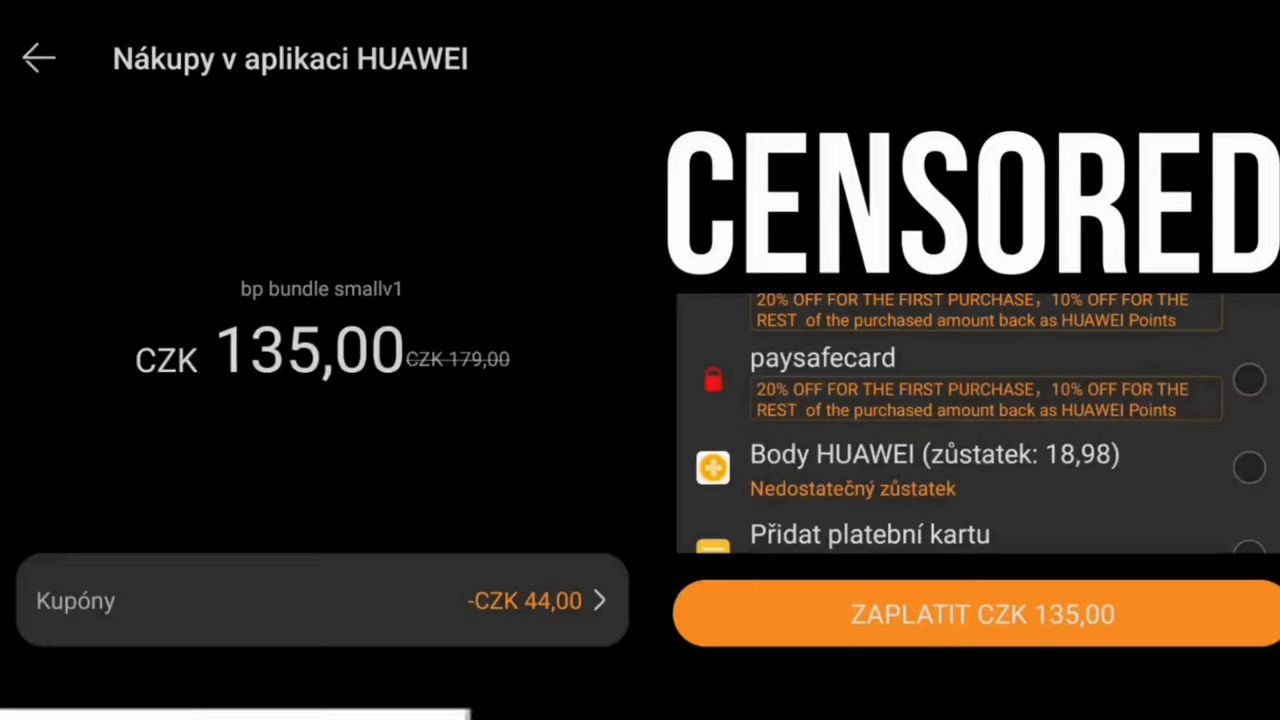 Nákupy v aplikaci HUAWEI
bp bundle smallv1
CZK 135,00 CZK 179,00
Kupóny -CZK 44,00
CENSORED
20% OFF FOR THE FIRST PURCHASE, 10% OFF FOR THE
REST of the purchased amount back as HUAWEI Points
paysafecard
20% OFF FOR THE FIRST PURCHASE, 10% OFF FOR THE
REST of the purchased amount back as HUAWEI Points
Body HUAWEI (zůstatek: 18,98)
Nedostatečný zůstatek
Přidat platební kartu
ZAPLATIT CZK 135,00